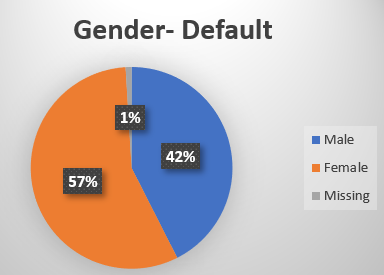 Gender- Default
1%
42%
57%
Male
Female
Missing